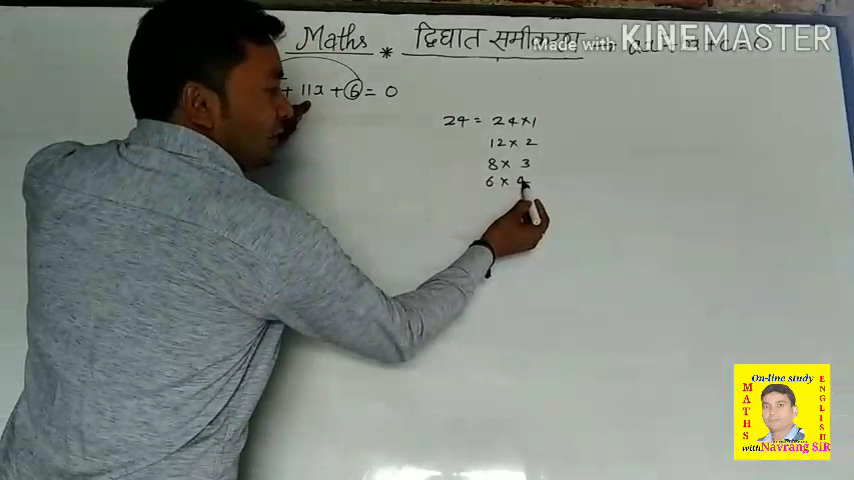 Maths * द्विघात समीकरण
Made with KINEMASTER
+ 11x + 6 = 0
24 = 24×1
12 × 2
8 × 3
6 × 4
On-line study
MATHS
ENGLISH
with Navrang SiR